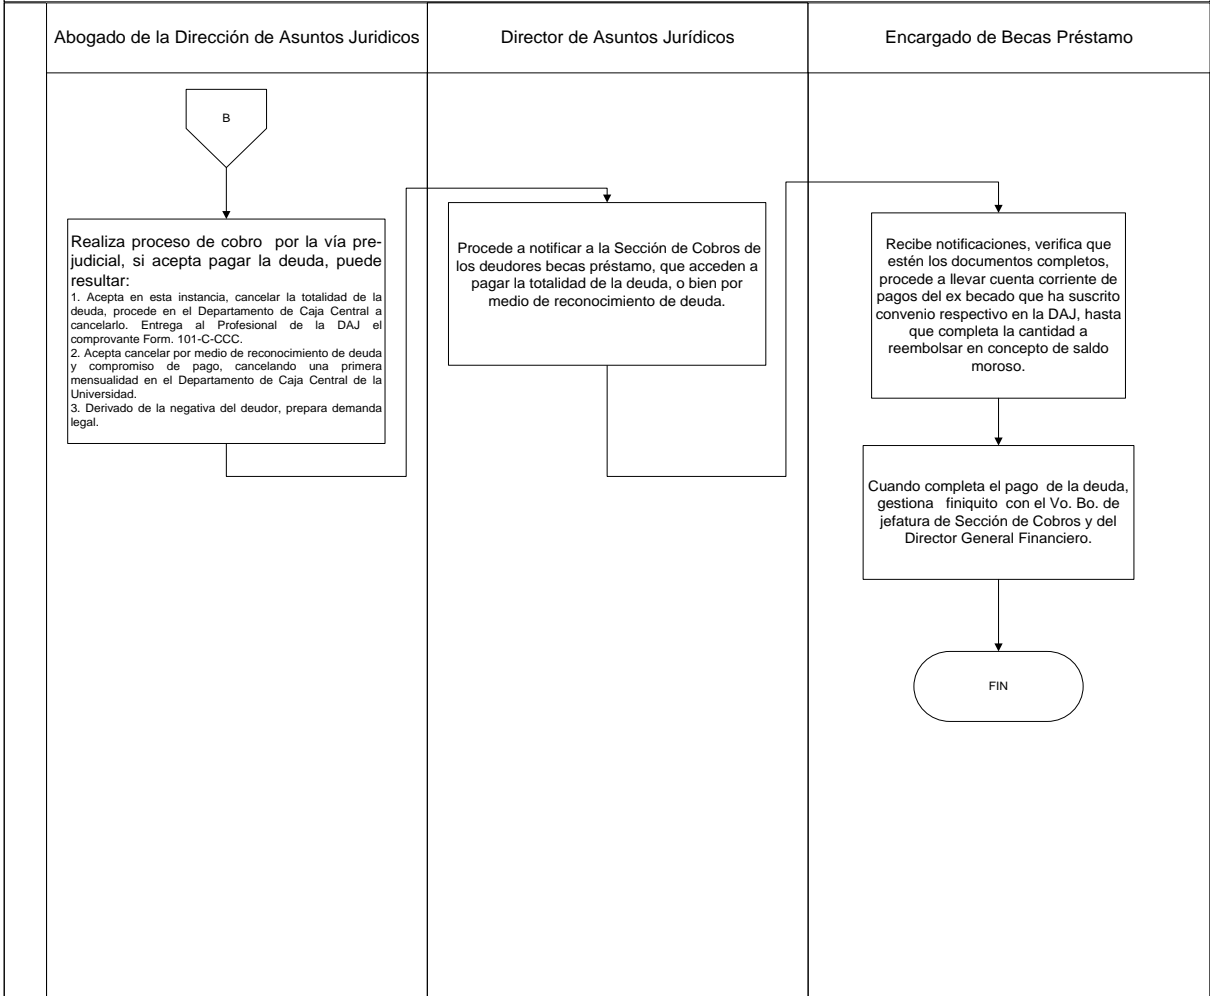 Abogado de la Dirección de Asuntos Juridicos
Director de Asuntos Jurídicos
Encargado de Becas Préstamo
B
Realiza proceso de cobro por la vía pre-
judicial, si acepta pagar la deuda, puede
resultar:
1. Acepta en esta instancia, cancelar la totalidad de la
deuda, procede en el Departamento de Caja Central a
cancelarlo. Entrega al Profesional de la DAJ el
comprovante Form. 101-C-CCC.
2. Acepta cancelar por medio de reconocimiento de deuda
y compromiso de pago, cancelando una primera
mensualidad en el Departamento de Caja Central de la
Universidad.
3. Derivado de la negativa del deudor, prepara demanda
legal.
Procede a notificar a la Sección de Cobros de
los deudores becas préstamo, que acceden a
pagar la totalidad de la deuda, o bien por
medio de reconocimiento de deuda.
Recibe notificaciones, verifica que
estén los documentos completos,
procede a llevar cuenta corriente de
pagos del ex becado que ha suscrito
convenio respectivo en la DAJ, hasta
que completa la cantidad a
reembolsar en concepto de saldo
moroso.
Cuando completa el pago de la deuda,
gestiona finiquito con el Vo. Bo. de
jefatura de Sección de Cobros y del
Director General Financiero.
FIN